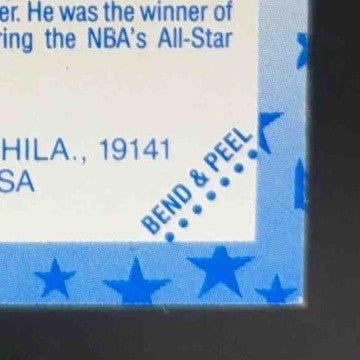 er. He was the winner of
ring the NBA's All-Star
HILA., 19141
SA
BEND & PEEL